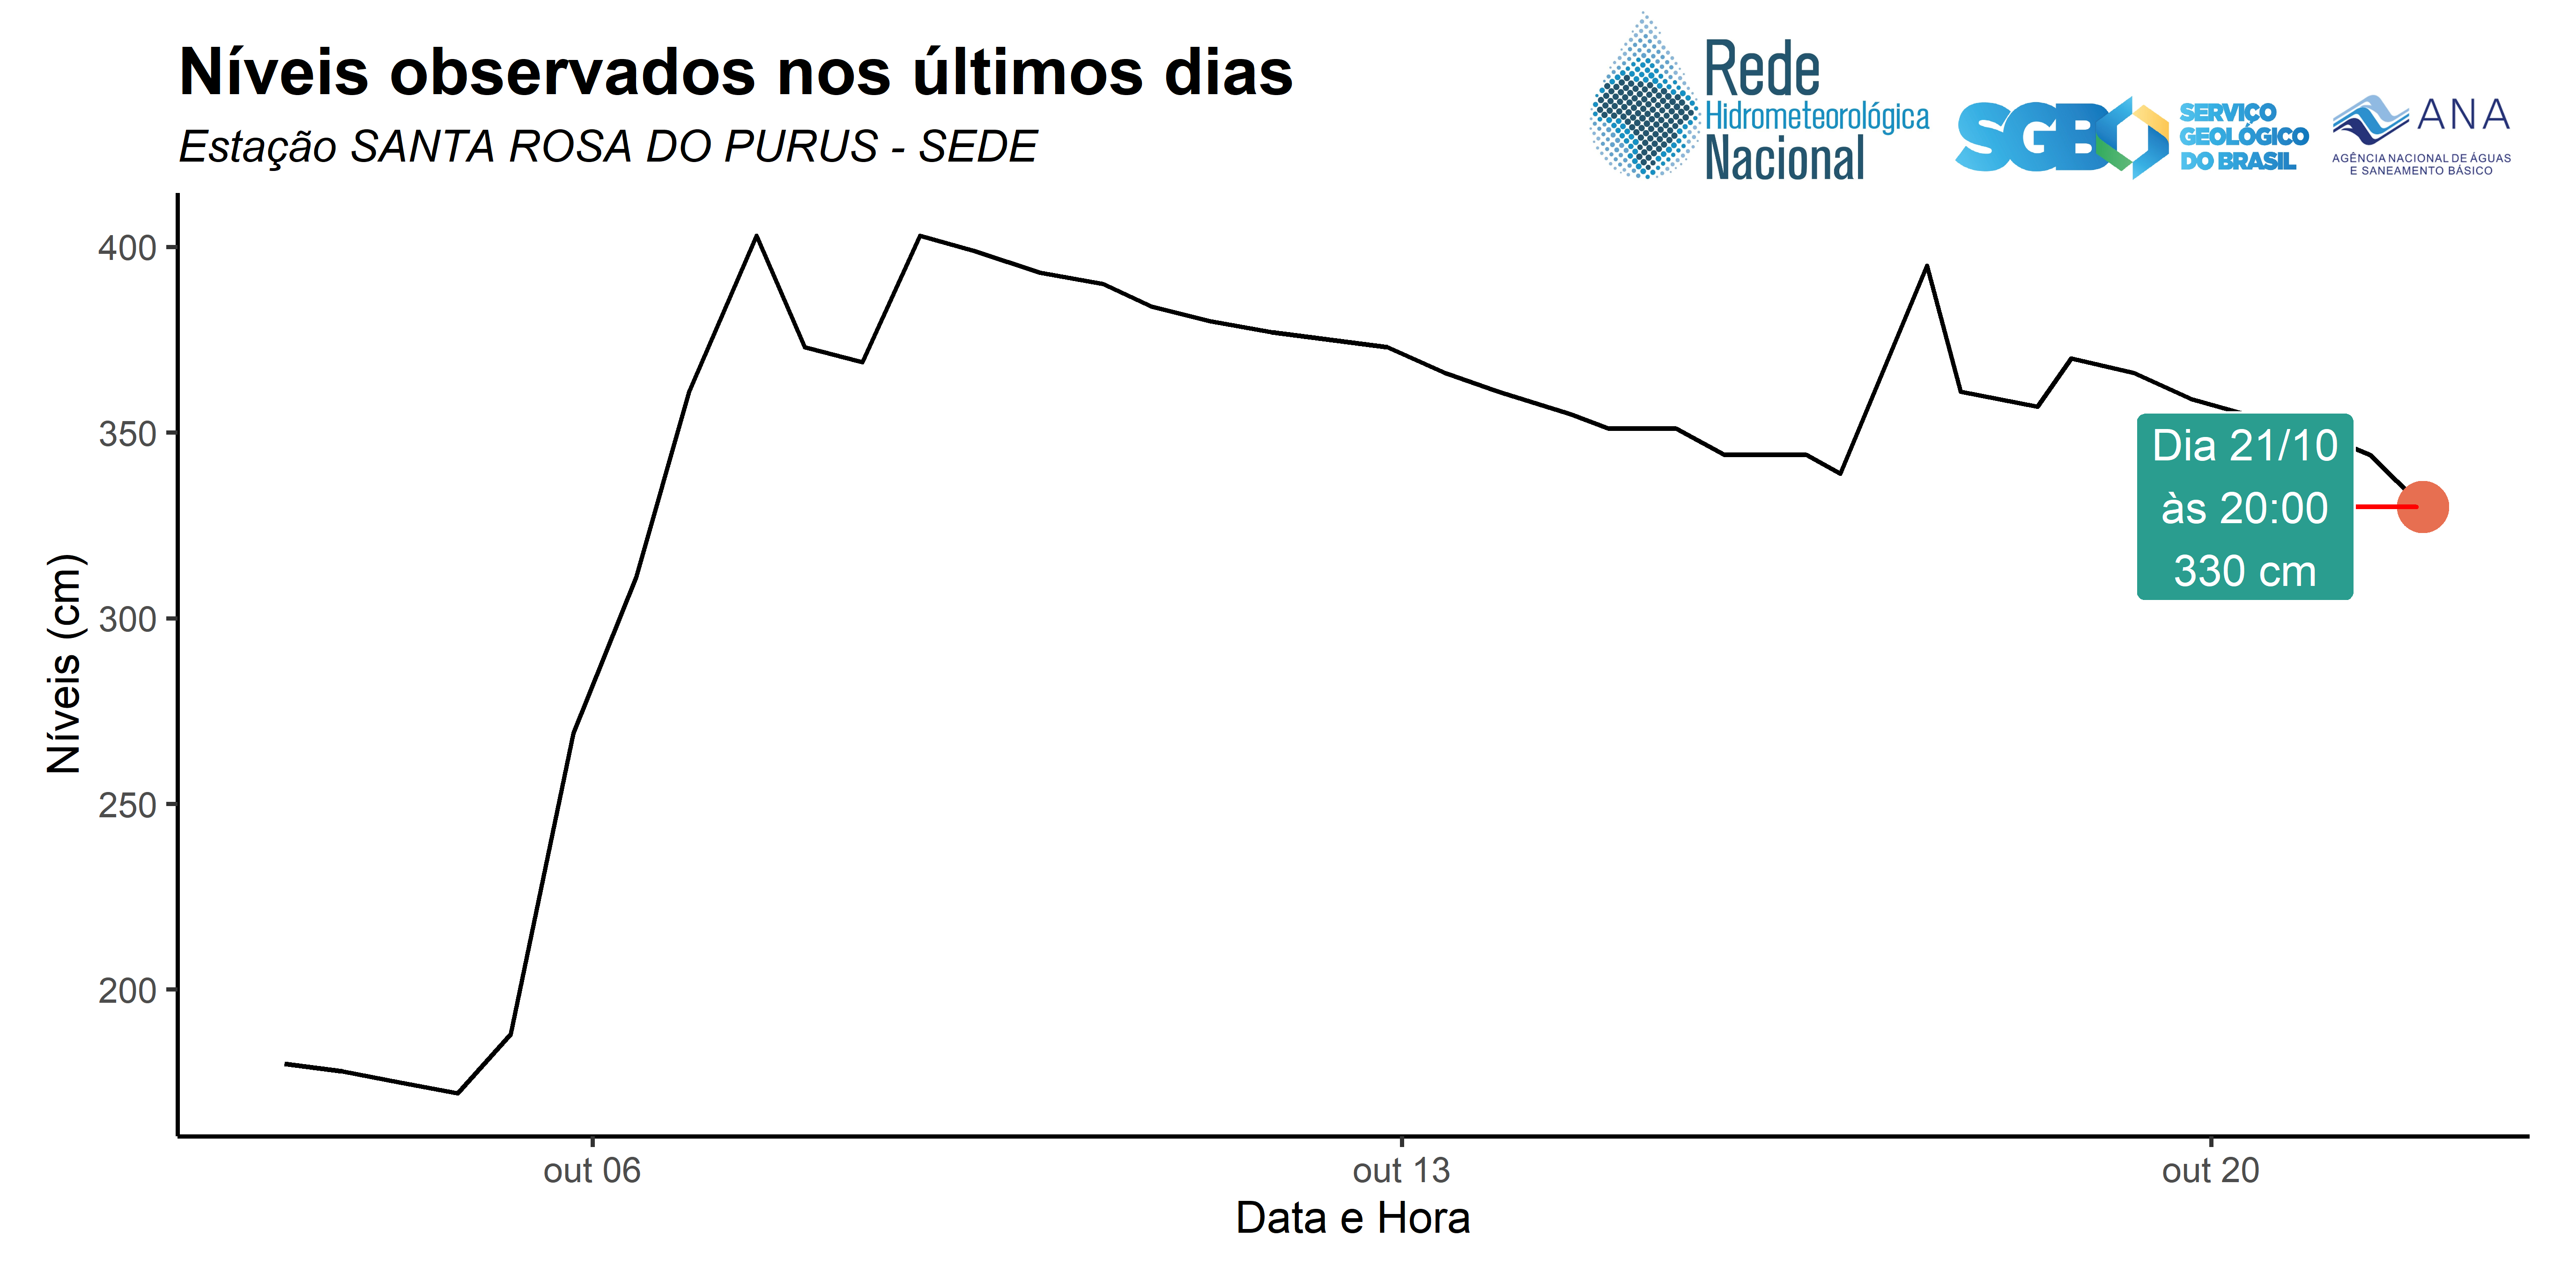 Níveis observados nos últimos dias
Estação SANTA ROSA DO PURUS - SEDE
Rede
Hidrometeorológica
Nacional
SGB
SERVIÇO
GEOLÓGICO
DO BRASIL
ANA
AGÊNCIA NACIONAL DE ÁGUAS
E SANEAMENTO BÁSICO
Níveis (cm)
400
350
300
250
200
Dia 21/10
às 20:00
330 cm
out 06
out 13
out 20
Data e Hora